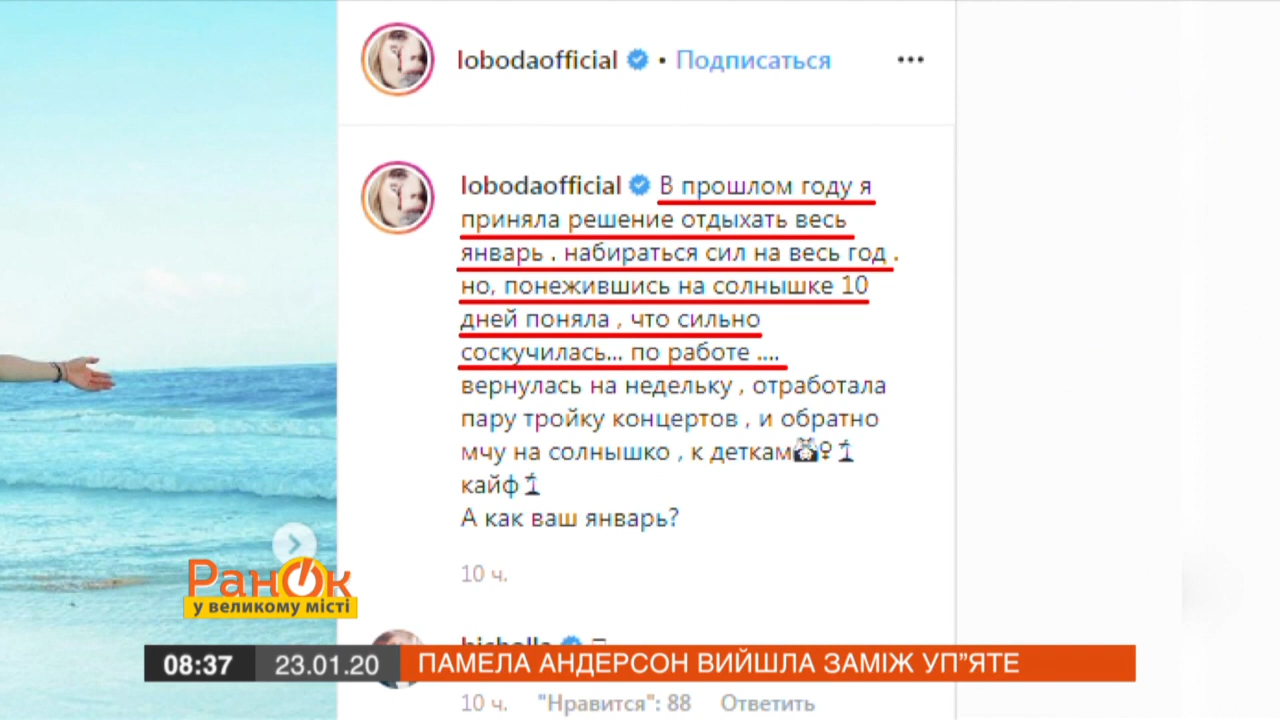 lobodaofficial • Подписаться •••
lobodaofficial В прошлом году я
приняла решение отдыхать весь
январь . набираться сил на весь год .
но, понежившись на солнышке 10
дней поняла , что сильно
соскучилась... по работе ....
вернулась на недельку , отработала
пару тройку концертов , и обратно
мчу на солнышко , к деткам
кайф
А как ваш январь?
10 ч.
Ранок
у великому місті
08:37 23.01.20 ПАМЕЛА АНДЕРСОН ВИЙШЛА ЗАМІЖ УП”ЯТЕ
10 ч. "Нравится": 88 Ответить